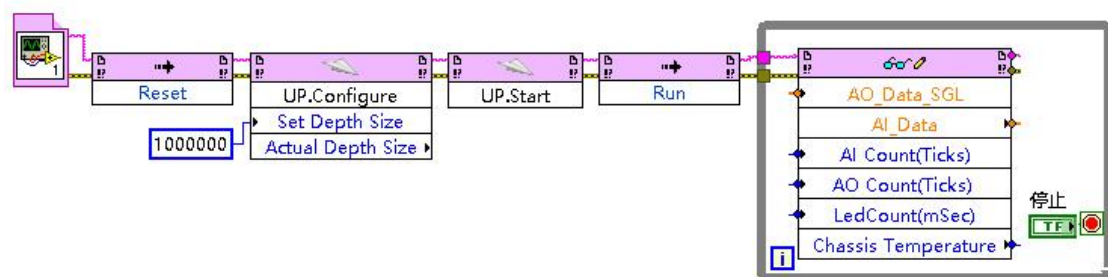 1
Reset
UP.Configure
Set Depth Size
Actual Depth Size
1000000
UP.Start
Run
AO_Data_SGL
AI_Data
AI Count(Ticks)
AO Count(Ticks)
LedCount(mSec)
Chassis Temperature
停止
TF
i